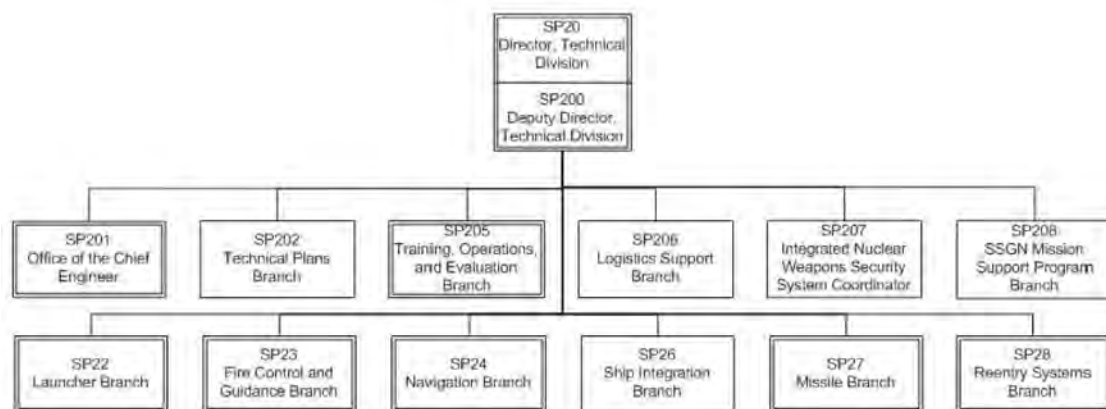 SP20
Director, Technical
Division
SP200
Deputy Director,
Technical Division
SP201
Office of the Chief
Engineer
SP202
Technical Plans
Branch
SP205
Training, Operations,
and Evaluation
Branch
SP206
Logistics Support
Branch
SP207
Integrated Nuclear
Weapons Security
System Coordinator
SP208
SSGN Mission
Support Program
Branch
SP22
Launcher Branch
SP23
Fire Control and
Guidance Branch
SP24
Navigation Branch
SP26
Ship Integration
Branch
SP27
Missile Branch
SP28
Reentry Systems
Branch